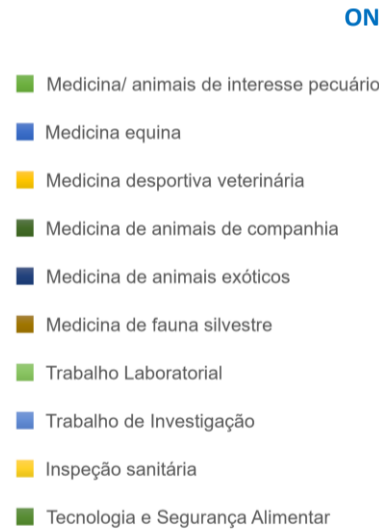 ON
Medicina/ animais de interesse pecuário
Medicina equina
Medicina desportiva veterinária
Medicina de animais de companhia
Medicina de animais exóticos
Medicina de fauna silvestre
Trabalho Laboratorial
Trabalho de Investigação
Inspeção sanitária
Tecnologia e Segurança Alimentar